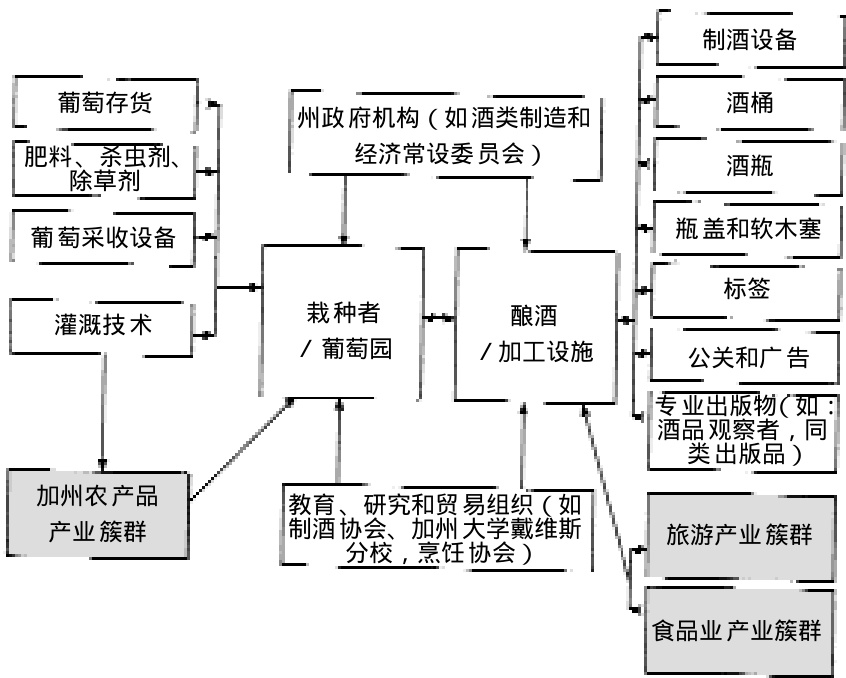 葡萄存货
肥料、杀虫剂、
除草剂
葡萄采收设备
灌溉技术
加州农产品
产业簇群
州政府机构（如酒类制造和
经济常设委员会）
栽种者
/葡萄园
酿酒
/加工设施
教育、研究和贸易组织（如
制酒协会、加州大学戴维斯
分校，烹饪协会）
制酒设备
酒桶
酒瓶
瓶盖和软木塞
标签
公关和广告
专业出版物（如：
酒品观察者，同
类出版品）
旅游产业簇群
食品业产业簇群